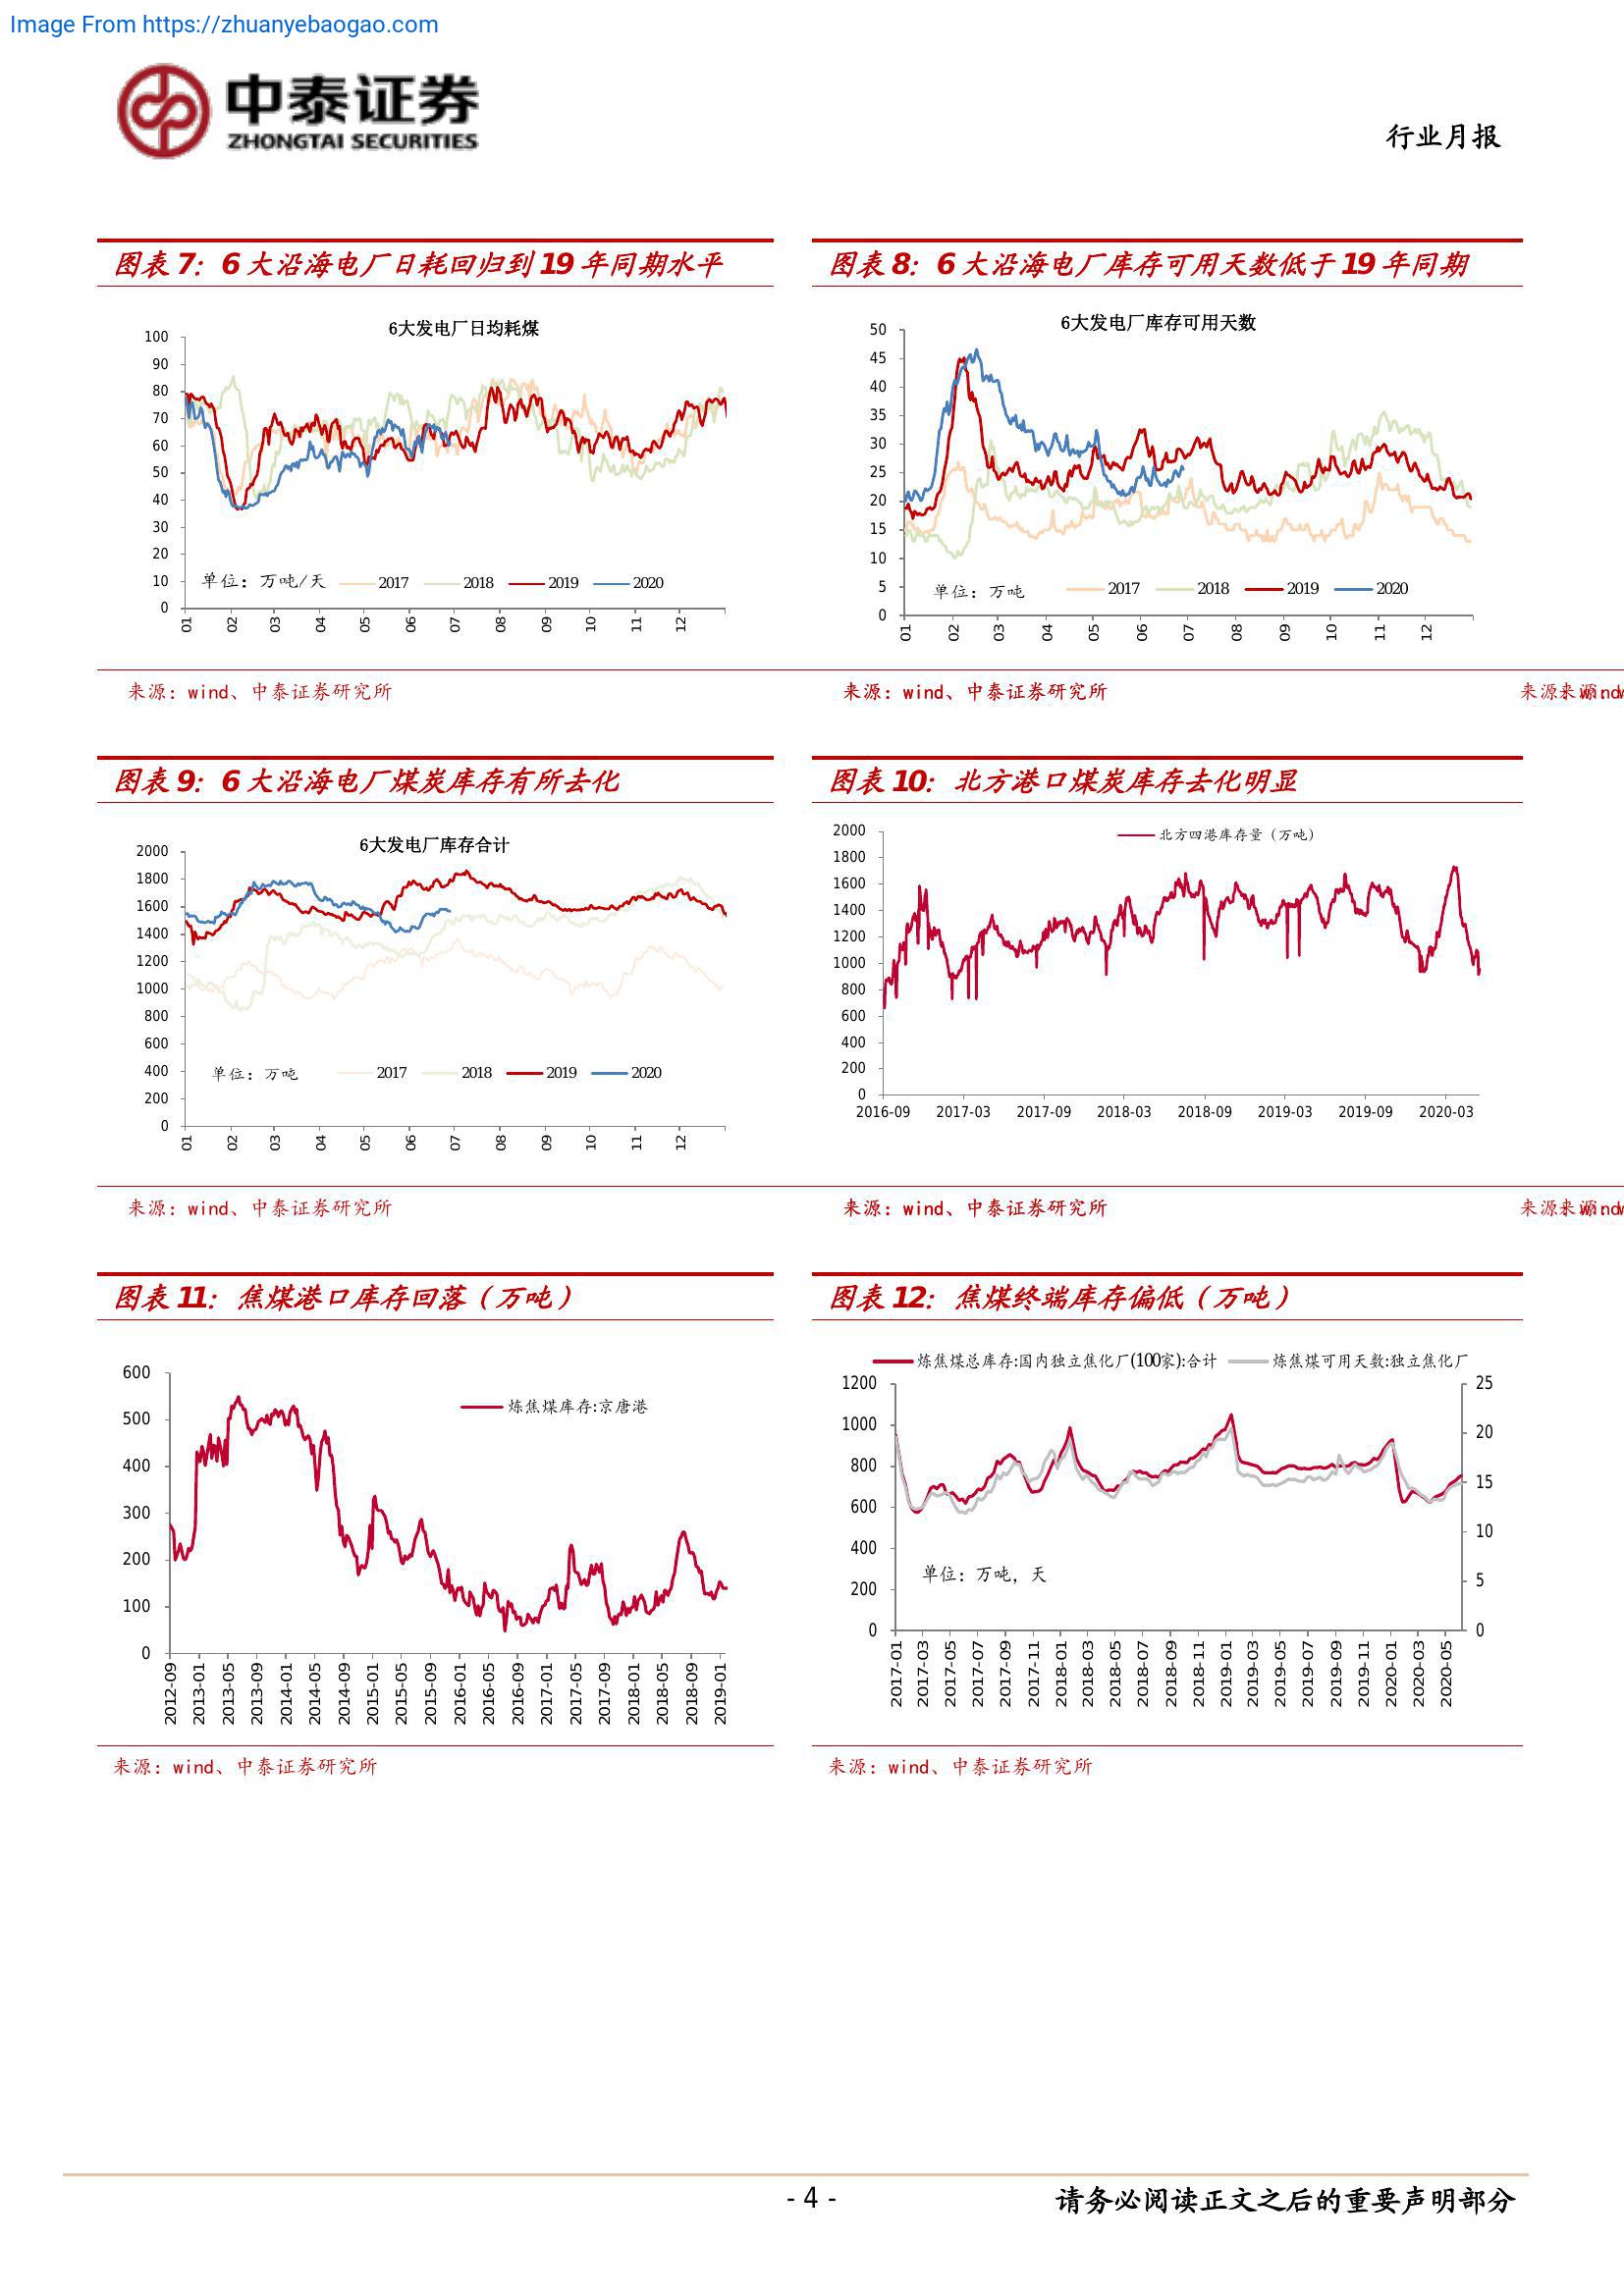 Image From https://zhuanyebaogao.com
中泰证券
ZHONGTAI SECURITIES
行业月报
图表 7：6 大沿海电厂日耗回归到 19 年同期水平
6大发电厂日均耗煤
100
90
80
70
60
50
40
30
20
10
0
单位：万吨/天 2017 2018 2019 2020
01 02 03 04 05 06 07 08 09 10 11 12
来源：wind、中泰证券研究所
图表 8：6 大沿海电厂库存可用天数低于 19 年同期
6大发电厂库存可用天数
50
45
40
35
30
25
20
15
10
5
0
单位：万吨 2017 2018 2019 2020
01 02 03 04 05 06 07 08 09 10 11 12
来源：wind、中泰证券研究所
图表 9：6 大沿海电厂煤炭库存有所去化
6大发电厂库存合计
2000
1800
1600
1400
1200
1000
800
600
400
200
0
单位：万吨 2017 2018 2019 2020
01 02 03 04 05 06 07 08 09 10 11 12
来源：wind、中泰证券研究所
图表 10：北方港口煤炭库存去化明显
北方四港库存量（万吨）
2000
1800
1600
1400
1200
1000
800
600
400
200
0
2016-09 2017-03 2017-09 2018-03 2018-09 2019-03 2019-09 2020-03
来源：wind、中泰证券研究所
图表 11：焦煤港口库存回落（万吨）
炼焦煤库存:京唐港
600
500
400
300
200
100
0
2012-09 2013-01 2013-05 2013-09 2014-01 2014-05 2014-09 2015-01 2015-05 2015-09 2016-01 2016-05 2016-09 2017-01 2017-05 2017-09 2018-01 2018-05 2018-09 2019-01
来源：wind、中泰证券研究所
图表 12：焦煤终端库存偏低（万吨）
炼焦煤总库存:国内独立焦化厂(100家):合计 炼焦煤可用天数:独立焦化厂
1200
1000
800
600
400
200
0
25
20
15
10
5
0
单位：万吨，天
2017-01 2017-03 2017-05 2017-07 2017-09 2017-11 2018-01 2018-03 2018-05 2018-07 2018-09 2018-11 2019-01 2019-03 2019-05 2019-07 2019-09 2019-11 2020-01 2020-03 2020-05
来源：wind、中泰证券研究所
- 4 -
请务必阅读正文之后的重要声明部分